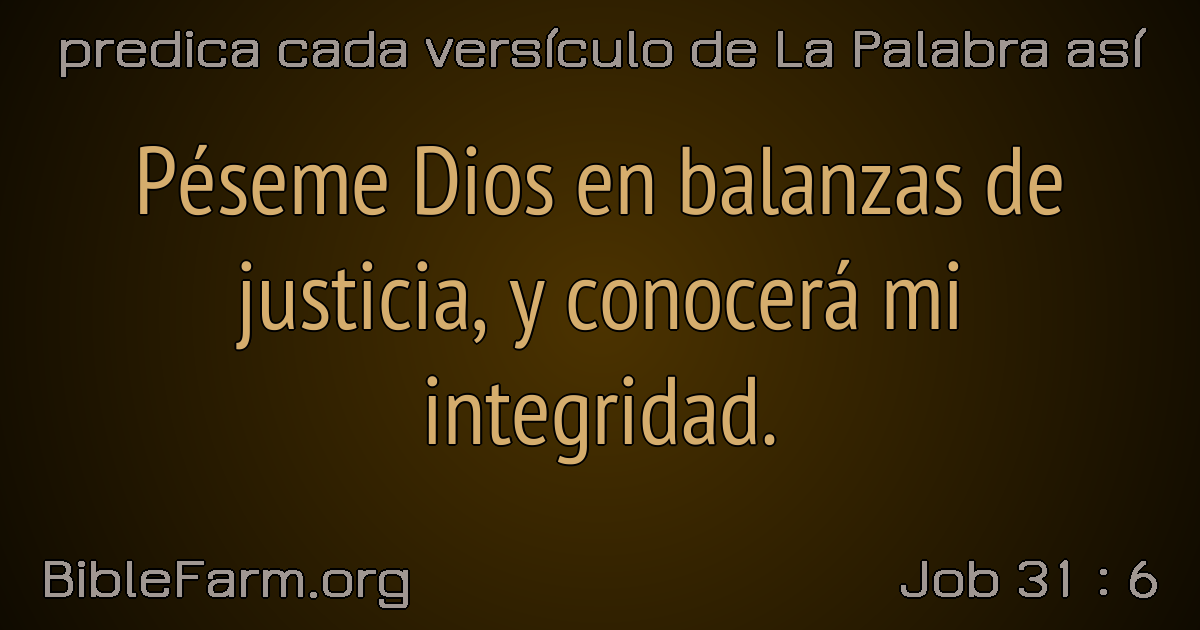 predica cada versículo de La Palabra así
Péseme Dios en balanzas de
justicia, y conocerá mi
integridad.
BibleFarm.org
Job 31 : 6